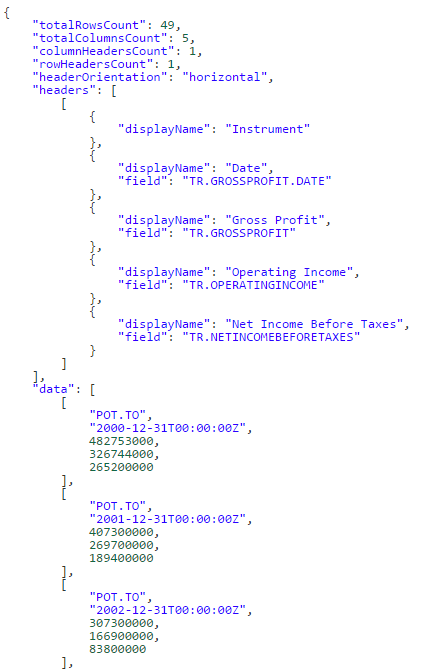 {
    "totalRowsCount": 49,
    "totalColumnsCount": 5,
    "columnHeadersCount": 1,
    "rowHeadersCount": 1,
    "headerOrientation": "horizontal",
    "headers": [
        [
            {
                "displayName": "Instrument"
            },
            {
                "displayName": "Date",
                "field": "TR.GROSSPROFIT.DATE"
            },
            {
                "displayName": "Gross Profit",
                "field": "TR.GROSSPROFIT"
            },
            {
                "displayName": "Operating Income",
                "field": "TR.OPERATINGINCOME"
            },
            {
                "displayName": "Net Income Before Taxes",
                "field": "TR.NETINCOMEBEFORETAXES"
            }
        ]
    ],
    "data": [
        [
            "POT.TO",
            "2000-12-31T00:00:00Z",
            482753000,
            326744000,
            265200000
        ],
        [
            "POT.TO",
            "2001-12-31T00:00:00Z",
            407300000,
            269700000,
            189400000
        ],
        [
            "POT.TO",
            "2002-12-31T00:00:00Z",
            307300000,
            166900000,
            83800000
        ],